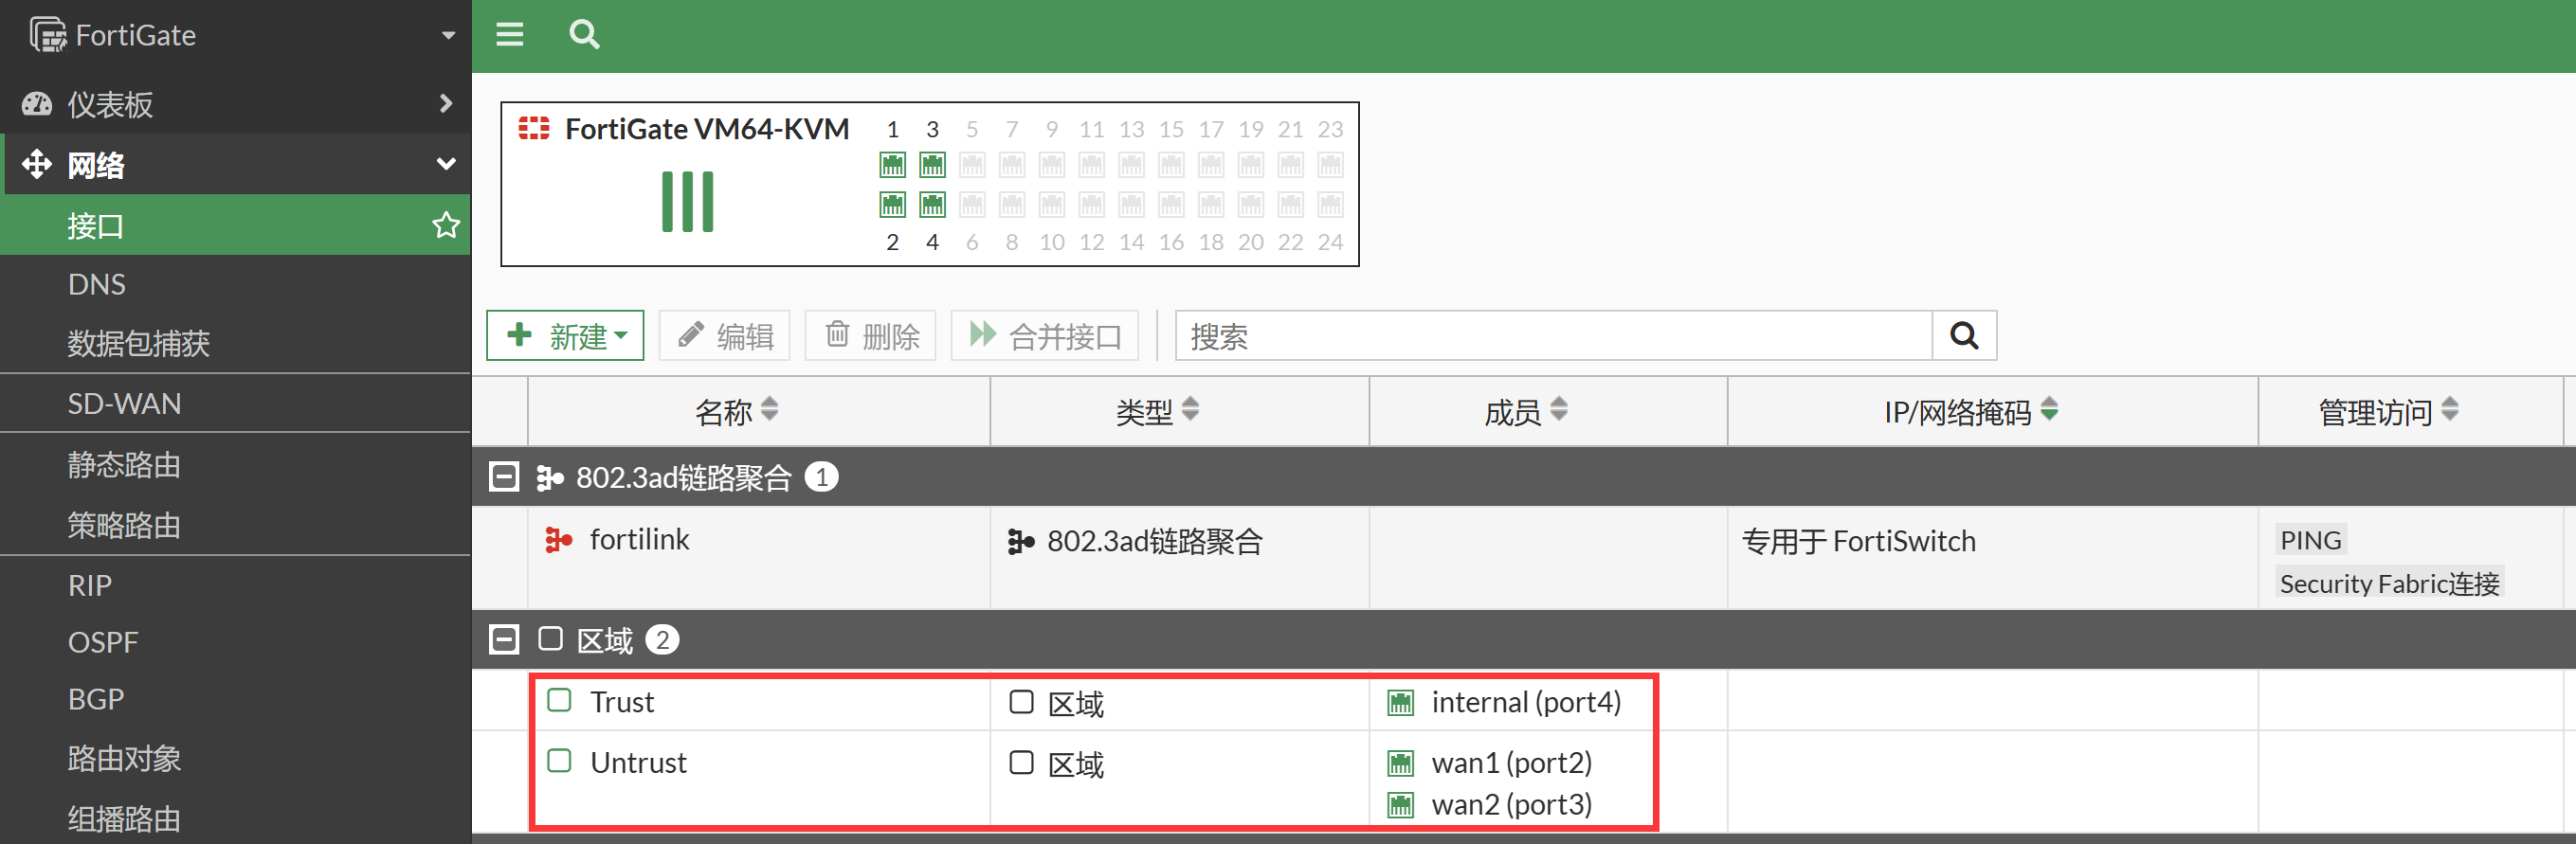 FortiGate
仪表板
网络
接口
DNS
数据包捕获
SD-WAN
静态路由
策略路由
RIP
OSPF
BGP
路由对象
组播路由
FortiGate VM64-KVM
1 3 5 7 9 11 13 15 17 19 21 23
2 4 6 8 10 12 14 16 18 20 22 24
新建 编辑 删除 合并接口 搜索
名称 类型 成员 IP/网络掩码 管理访问
802.3ad链路聚合 1
fortilink 802.3ad链路聚合 专用于 FortiSwitch PING
Security Fabric连接
区域 2
Trust 区域 internal (port4)
Untrust 区域 wan1 (port2)
wan2 (port3)